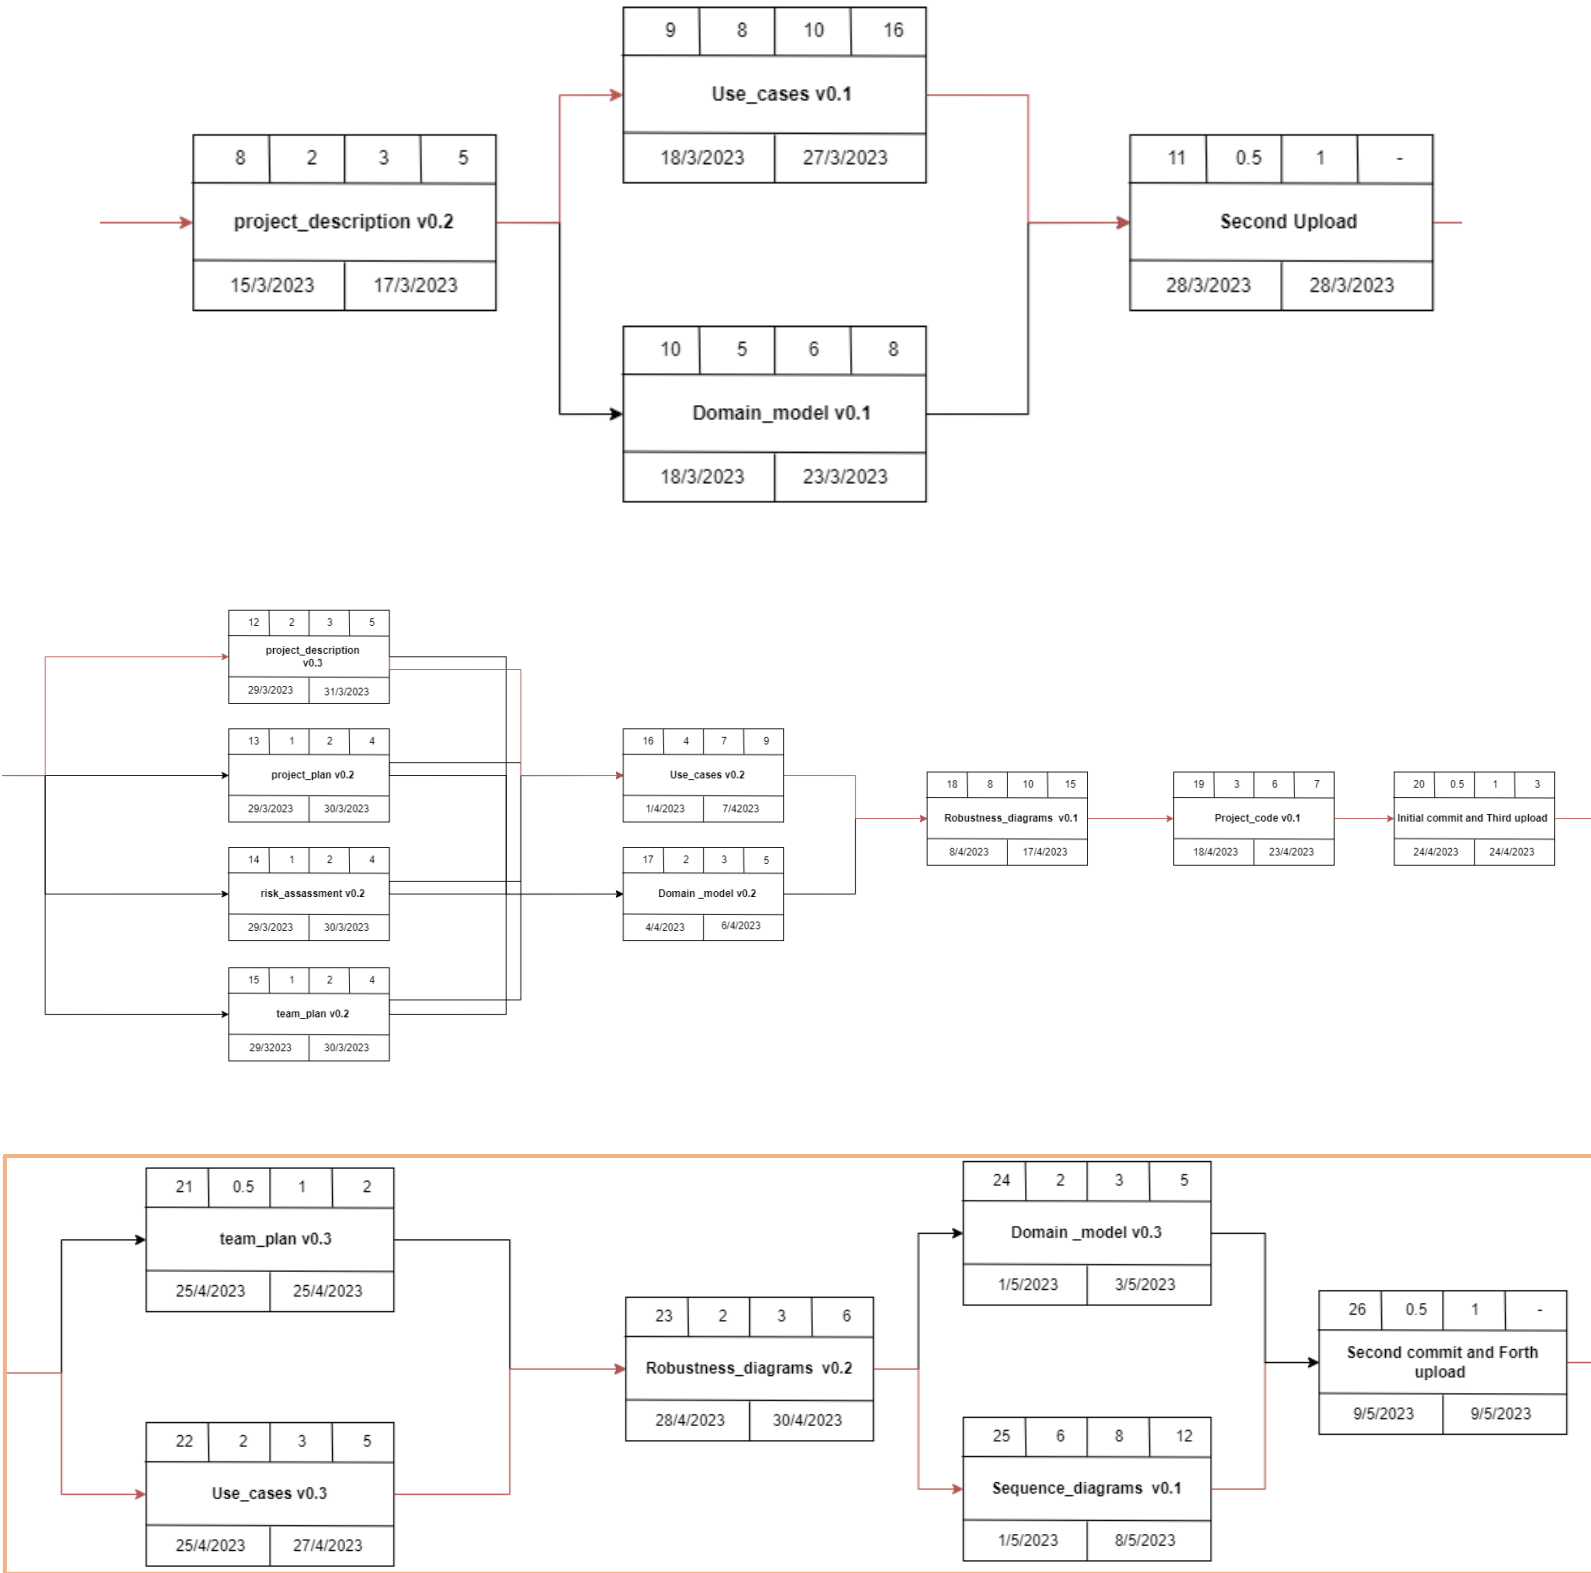 9 8 10 16
Use_cases v0.1
18/3/2023 27/3/2023
8 2 3 5
project_description v0.2
15/3/2023 17/3/2023
11 0.5 1 -
Second Upload
28/3/2023 28/3/2023
10 5 6 8
Domain_model v0.1
18/3/2023 23/3/2023
12 2 3 5
project_description
v0.3
29/3/2023 31/3/2023
13 1 2 4
project_plan v0.2
29/3/2023 30/3/2023
14 1 2 4
risk_assassment v0.2
29/3/2023 30/3/2023
15 1 2 4
team_plan v0.2
29/32023 30/3/2023
16 4 7 9
Use_cases v0.2
1/4/2023 7/42023
17 2 3 5
Domain _model v0.2
4/4/2023 6/4/2023
18 8 10 15
Robustness_diagrams v0.1
8/4/2023 17/4/2023
19 3 6 7
Project_code v0.1
18/4/2023 23/4/2023
20 0.5 1 3
Initial commit and Third upload
24/4/2023 24/4/2023
21 0.5 1 2
team_plan v0.3
25/4/2023 25/4/2023
22 2 3 5
Use_cases v0.3
25/4/2023 27/4/2023
23 2 3 6
Robustness_diagrams v0.2
28/4/2023 30/4/2023
24 2 3 5
Domain _model v0.3
1/5/2023 3/5/2023
25 6 8 12
Sequence_diagrams v0.1
1/5/2023 8/5/2023
26 0.5 1 -
Second commit and Forth
upload
9/5/2023 9/5/2023